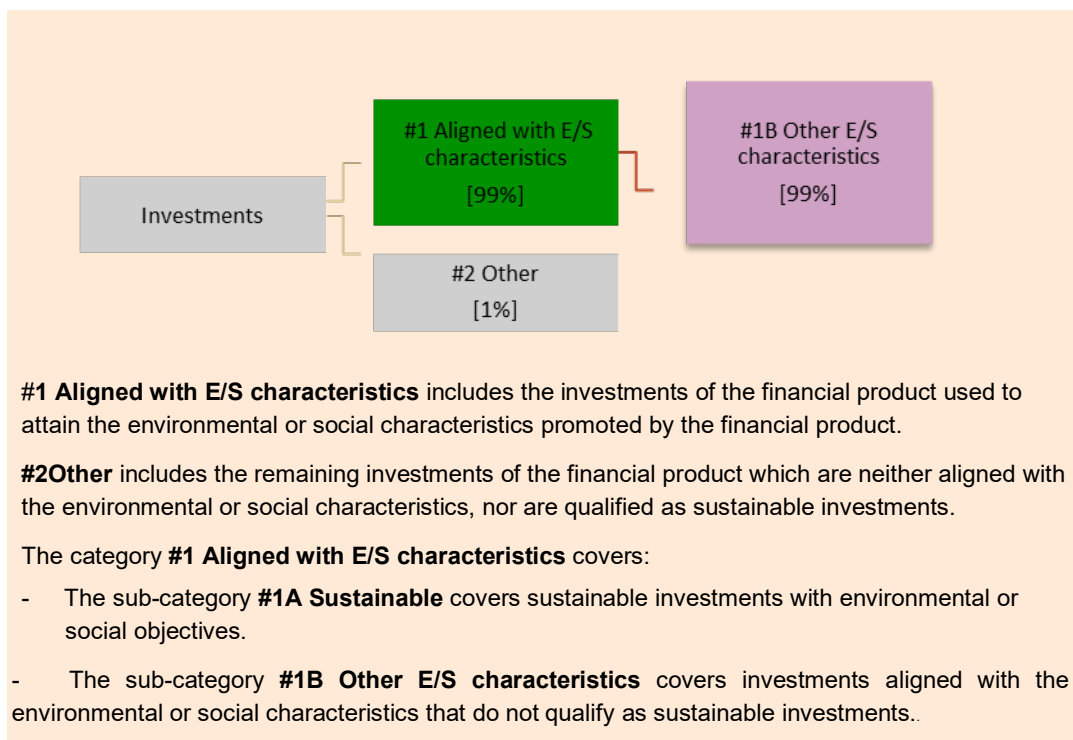 #1 Aligned with E/S
characteristics
[99%]
#1B Other E/S
characteristics
[99%]
Investments
#2 Other
[1%]
#1 Aligned with E/S characteristics includes the investments of the financial product used to
attain the environmental or social characteristics promoted by the financial product.
#2Other includes the remaining investments of the financial product which are neither aligned with
the environmental or social characteristics, nor are qualified as sustainable investments.
The category #1 Aligned with E/S characteristics covers:
- The sub-category #1A Sustainable covers sustainable investments with environmental or
social objectives.
- The sub-category #1B Other E/S characteristics covers investments aligned with the
environmental or social characteristics that do not qualify as sustainable investments..